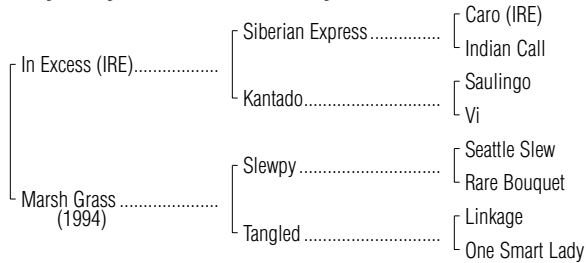 Caro (IRE)
Siberian Express
Indian Call
In Excess (IRE)
Saulingo
Kantado
Vi
Seattle Slew
Slewpy
Rare Bouquet
Marsh Grass
(1994)
Linkage
Tangled
One Smart Lady